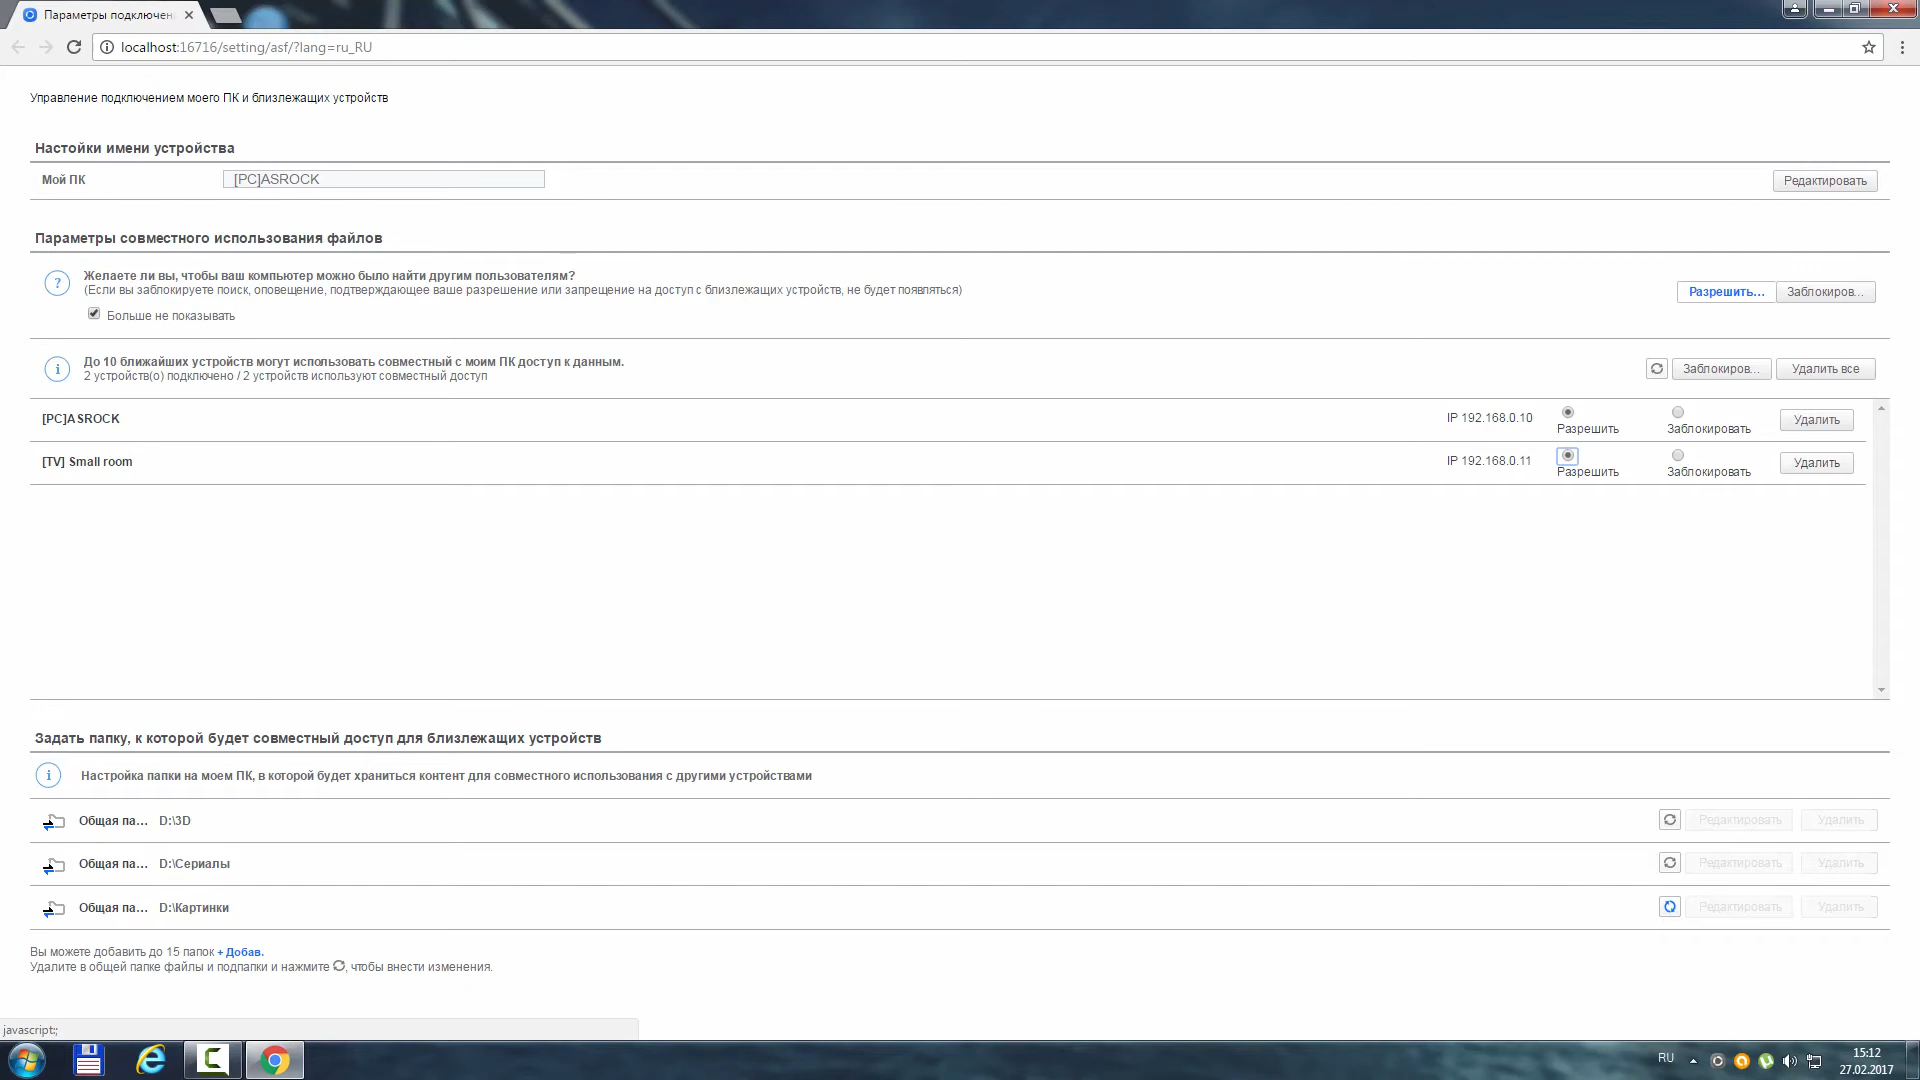 Параметры подключен
localhost:16716/setting/asf/?lang=ru_RU
Управление подключением моего ПК и близлежащих устройств
Настойки имени устройства
Мой ПК
[PC]ASROCK
Редактировать
Параметры совместного использования файлов
Желаете ли вы, чтобы ваш компьютер можно было найти другим пользователям?
(Если вы заблокируете поиск, оповещение, подтверждающее ваше разрешение или запрещение на доступ с близлежащих устройств, не будет появляться)
Разрешить... Заблокиров...
Больше не показывать
До 10 ближайших устройств могут использовать совместный с моим ПК доступ к данным.
2 устройств(о) подключено / 2 устройств используют совместный доступ
Заблокиров... Удалить все
[PC]ASROCK IP 192.168.0.10 Разрешить Заблокировать Удалить
[TV] Small room IP 192.168.0.11 Разрешить Заблокировать Удалить
Задать папку, к которой будет совместный доступ для близлежащих устройств
Настройка папки на моем ПК, в которой будет храниться контент для совместного использования с другими устройствами
Общая па... D:\3D Редактировать Удалить
Общая па... D:\Сериалы Редактировать Удалить
Общая па... D:\Картинки Редактировать Удалить
Вы можете добавить до 15 папок + Добав.
Удалите в общей папке файлы и подпапки и нажмите , чтобы внести изменения.
javascript:;
RU
15:12
27.02.2017